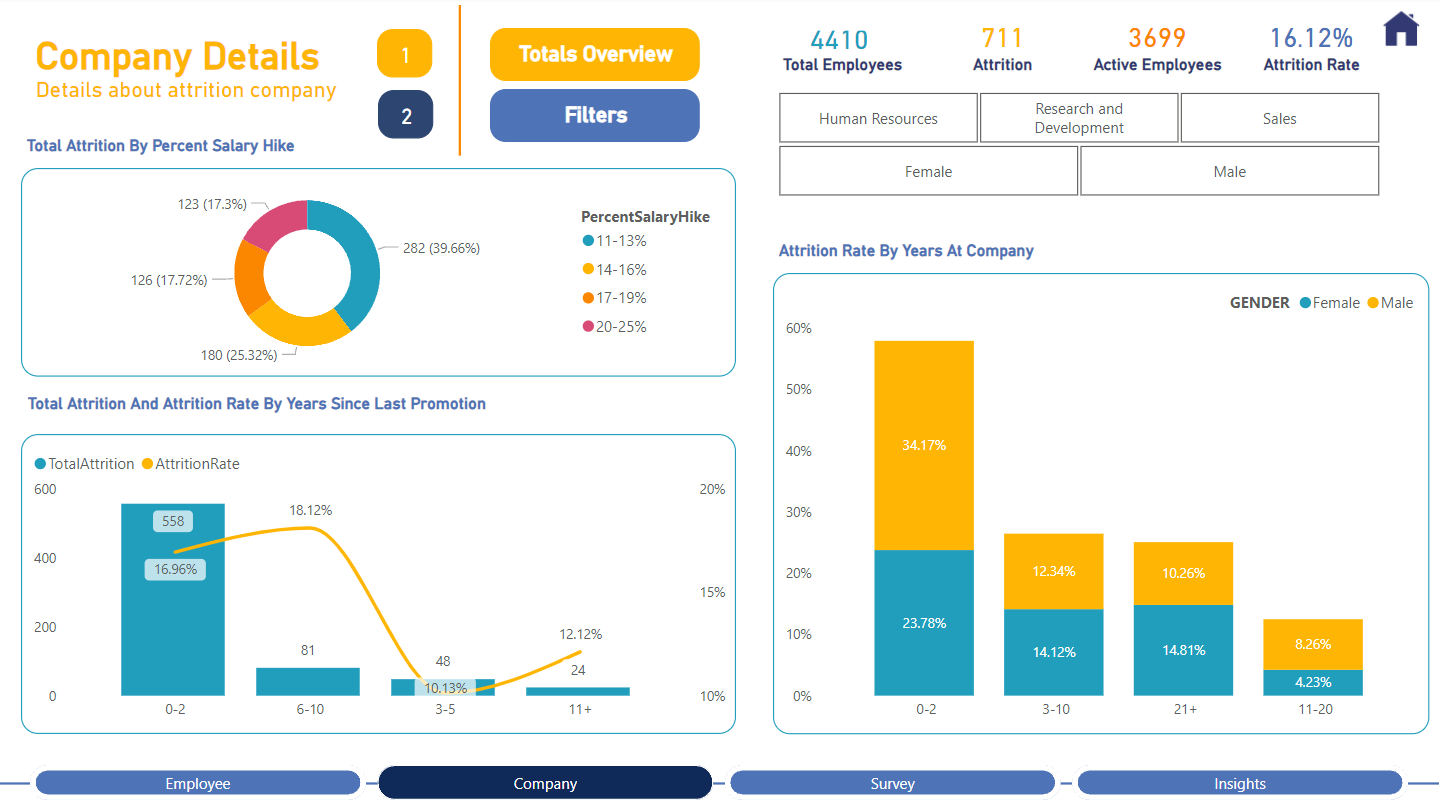 Company Details
Details about attrition company
1
2
Totals Overview
Filters
4410
Total Employees
711
Attrition
3699
Active Employees
16.12%
Attrition Rate
Human Resources
Research and
Development
Sales
Female
Male
Total Attrition By Percent Salary Hike
123 (17.3%)
282 (39.66%)
126 (17.72%)
180 (25.32%)
PercentSalaryHike
11-13%
14-16%
17-19%
20-25%
Total Attrition And Attrition Rate By Years Since Last Promotion
TotalAttrition AttritionRate
600
400
200
0
20%
15%
10%
558
16.96%
18.12%
81
48
10.13%
12.12%
24
0-2
6-10
3-5
11+
Attrition Rate By Years At Company
GENDER Female Male
60%
50%
40%
30%
20%
10%
0%
34.17%
23.78%
12.34%
14.12%
10.26%
14.81%
8.26%
4.23%
0-2
3-10
21+
11-20
Employee
Company
Survey
Insights